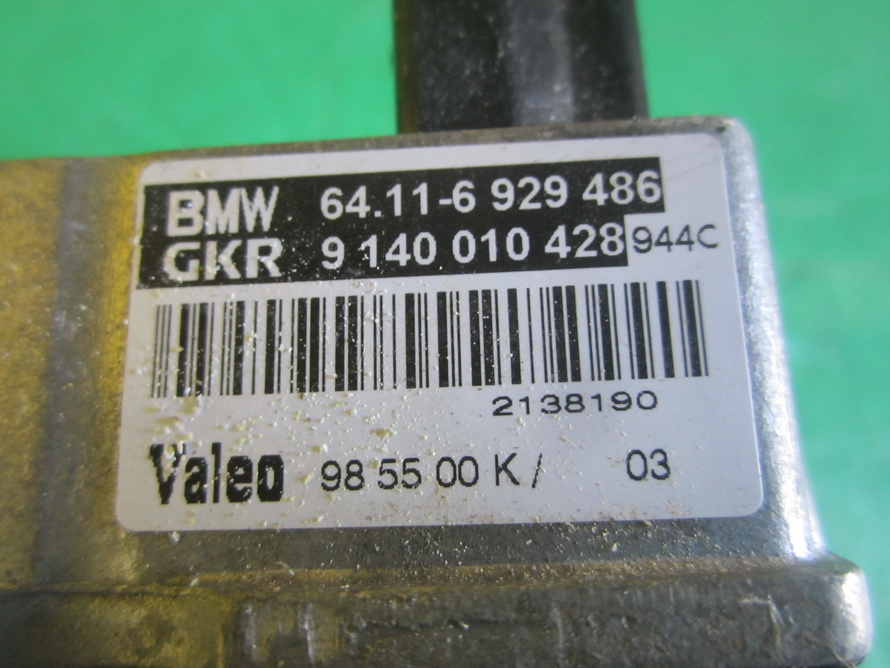 BMW 64.11-6 929 486
GKR 9 140 010 428 944C
2138190
Valeo 98 55 00 K / 03